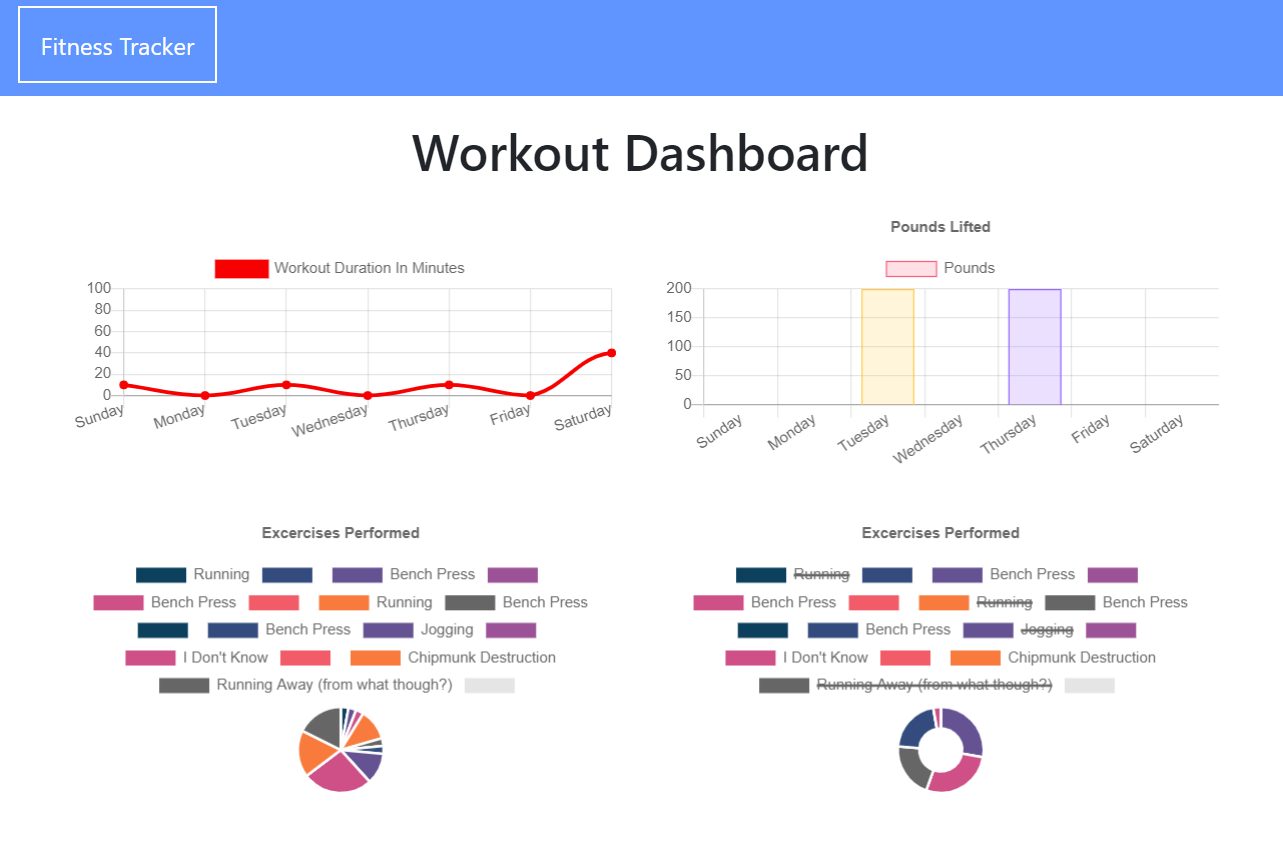 Fitness Tracker
Workout Dashboard
Workout Duration In Minutes
100
80
60
40
20
0
Sunday Monday Tuesday Wednesday Thursday Friday Saturday
Pounds Lifted
Pounds
200
150
100
50
0
Sunday Monday Tuesday Wednesday Thursday Friday Saturday
Excercises Performed
Running Bench Press
Bench Press Running Bench Press
Bench Press Jogging
I Don't Know Chipmunk Destruction
Running Away (from what though?)
Excercises Performed
Running Bench Press
Bench Press Running Bench Press
Bench Press Jogging
I Don't Know Chipmunk Destruction
Running Away (from what though?)